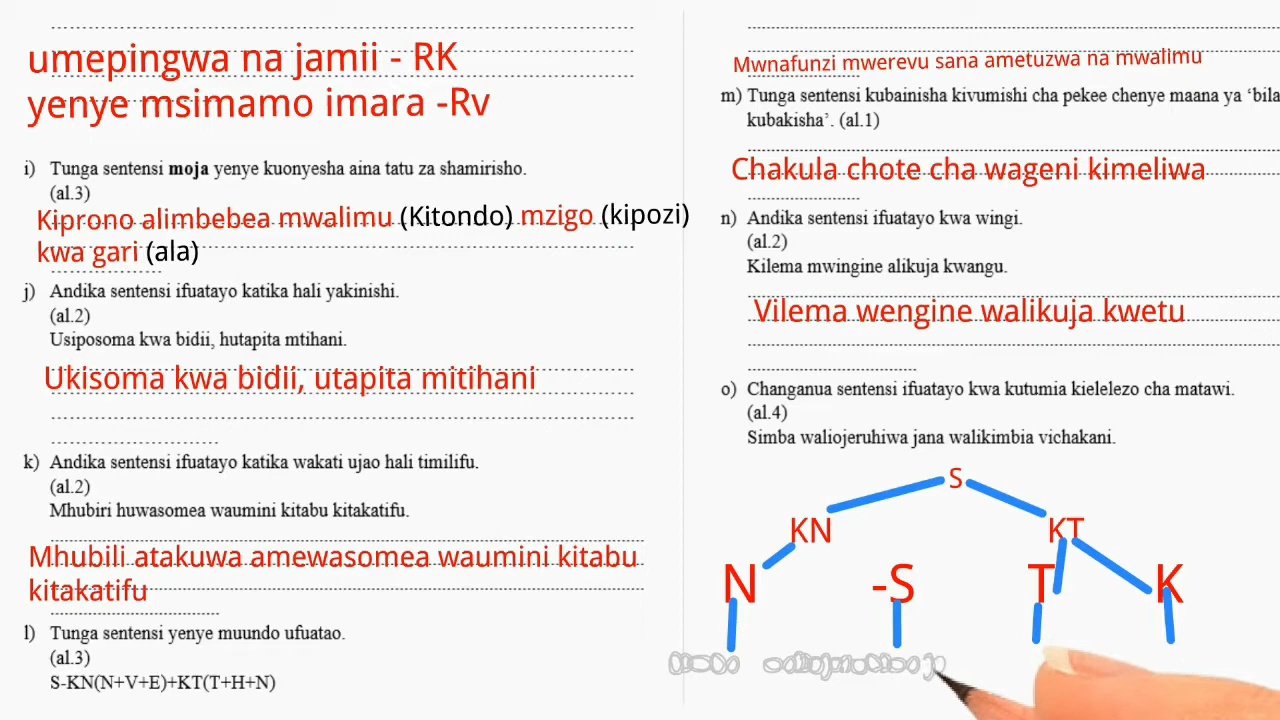 umepingwa na jamii - RK
yenye msimamo imara -Rv
i) Tunga sentensi moja yenye kuonyesha aina tatu za shamirisho.
(al.3)
Kiprono alimbebea mwalimu (Kitondo) mzigo (kipozi)
kwa gari (ala)
j) Andika sentensi ifuatayo katika hali yakinishi.
(al.2)
Usiposoma kwa bidii, hutapita mtihani.
Ukisoma kwa bidii, utapita mitihani
k) Andika sentensi ifuatayo katika wakati ujao hali timilifu.
(al.2)
Mhubiri huwasomea waumini kitabu kitakatifu.
Mhubili atakuwa amewasomea waumini kitabu
kitakatifu
l) Tunga sentensi yenye muundo ufuatao.
(al.3)
S-KN(N+V+E)+KT(T+H+N)
Mwnafunzi mwerevu sana ametuzwa na mwalimu
m) Tunga sentensi kubainisha kivumishi cha pekee chenye maana ya ‘bila
kubakisha’. (al.1)
Chakula chote cha wageni kimeliwa
n) Andika sentensi ifuatayo kwa wingi.
(al.2)
Kilema mwingine alikuja kwangu.
Vilema wengine walikuja kwetu
o) Changanua sentensi ifuatayo kwa kutumia kielelezo cha matawi.
(al.4)
Simba waliojeruhiwa jana walikimbia vichakani.
S
KN KT
N -S T K